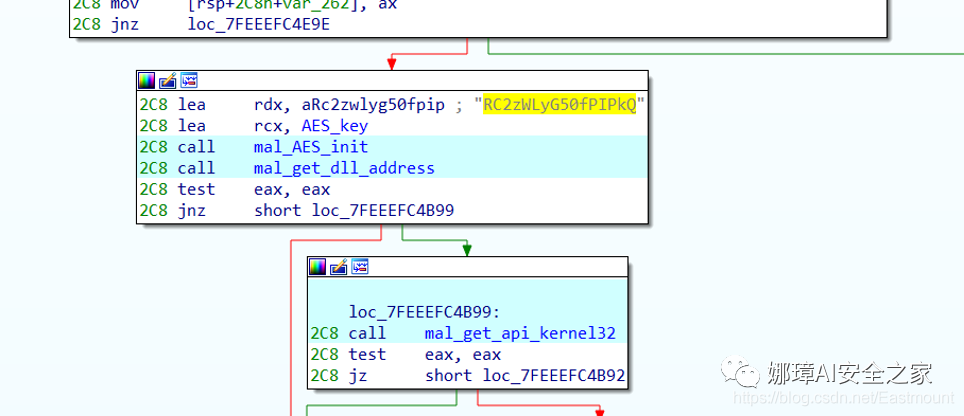 2C8 mov [rsp+2C8h+var_262], ax
2C8 jnz loc_7FEEEFC4E9E
2C8 lea rdx, aRc2zwlyg50fpip ; "RC2zWLyG50fPIPkQ"
2C8 lea rcx, AES_key
2C8 call mal_AES_init
2C8 call mal_get_dll_address
2C8 test eax, eax
2C8 jnz short loc_7FEEEFC4B99
loc_7FEEEFC4B99:
2C8 call mal_get_api_kernel32
2C8 test eax, eax
2C8 jz short loc_7FEEEFC4B92
娜璋AI安全之家
https://blog.csdn.net/Eastmount